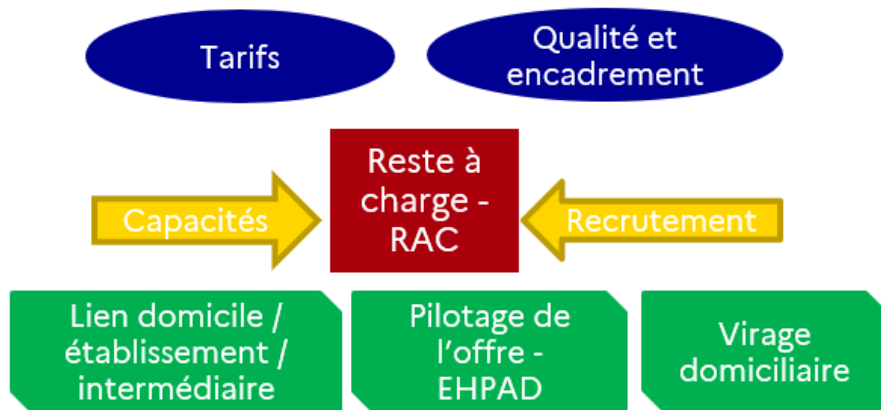 Tarifs
Qualité et
encadrement
Reste à
charge -
RAC
Capacités
Recrutement
Lien domicile /
établissement /
intermédiaire
Pilotage de
l'offre -
EHPAD
Virage
domiciliaire